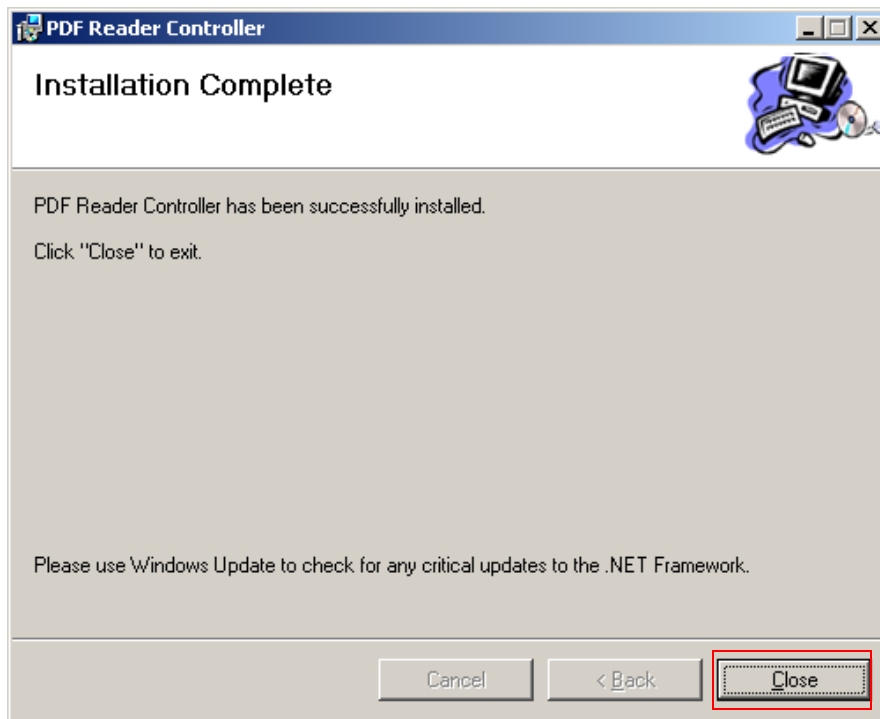 PDF Reader Controller
Installation Complete
PDF Reader Controller has been successfully installed.
Click "Close" to exit.
Please use Windows Update to check for any critical updates to the .NET Framework.
Cancel
< Back
Close